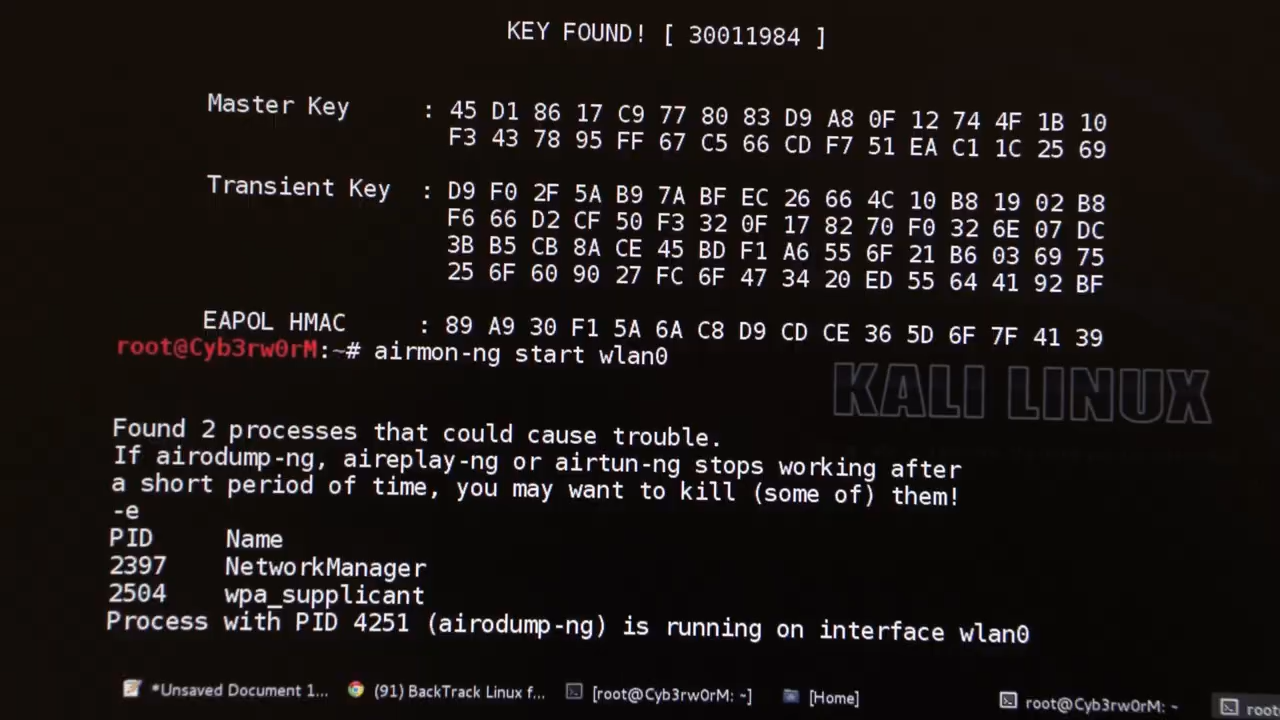 KEY FOUND! [ 30011984 ]
Master Key : 45 D1 86 17 C9 77 80 83 D9 A8 0F 12 74 4F 1B 10
F3 43 78 95 FF 67 C5 66 CD F7 51 EA C1 1C 25 69
Transient Key : D9 F0 2F 5A B9 7A BF EC 26 66 4C 10 B8 19 02 B8
F6 66 D2 CF 50 F3 32 0F 17 82 70 F0 32 6E 07 DC
3B B5 CB 8A CE 45 BD F1 A6 55 6F 21 B6 03 69 75
25 6F 60 90 27 FC 6F 47 34 20 ED 55 64 41 92 BF
EAPOL HMAC : 89 A9 30 F1 5A 6A C8 D9 CD CE 36 5D 6F 7F 41 39
root@Cyb3rw0rM:~# airmon-ng start wlan0
KALI LINUX
Found 2 processes that could cause trouble.
If airodump-ng, aireplay-ng or airtun-ng stops working after
a short period of time, you may want to kill (some of) them!
-e
PID Name
2397 NetworkManager
2504 wpa_supplicant
Process with PID 4251 (airodump-ng) is running on interface wlan0
*Unsaved Document 1... (91) BackTrack Linux f... [root@Cyb3rw0rM: ~] [Home] root@Cyb3rw0rM: ~